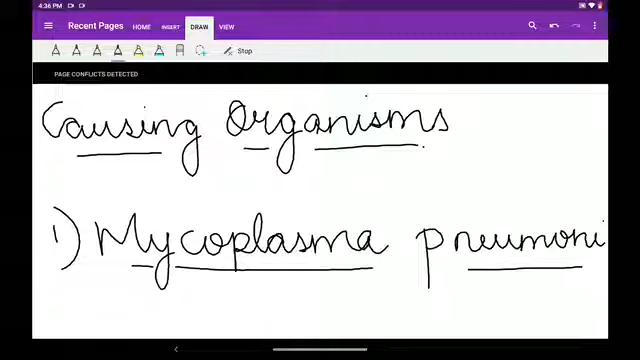 4:36 PM
Recent Pages HOME INSERT DRAW VIEW
Stop
PAGE CONFLICTS DETECTED
Causing Organisms
1) Mycoplasma pneumoni